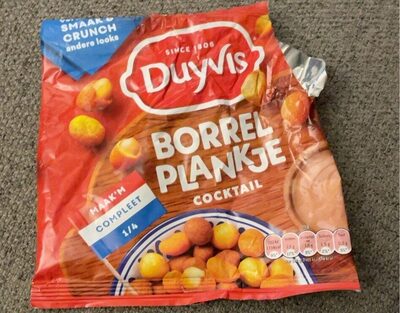 SMAAK &
CRUNCH
andere looks
SINCE 1806
Duyvis
BORREL
PLANKJE
COCKTAIL
MAAK'M
COMPLEET
1/4